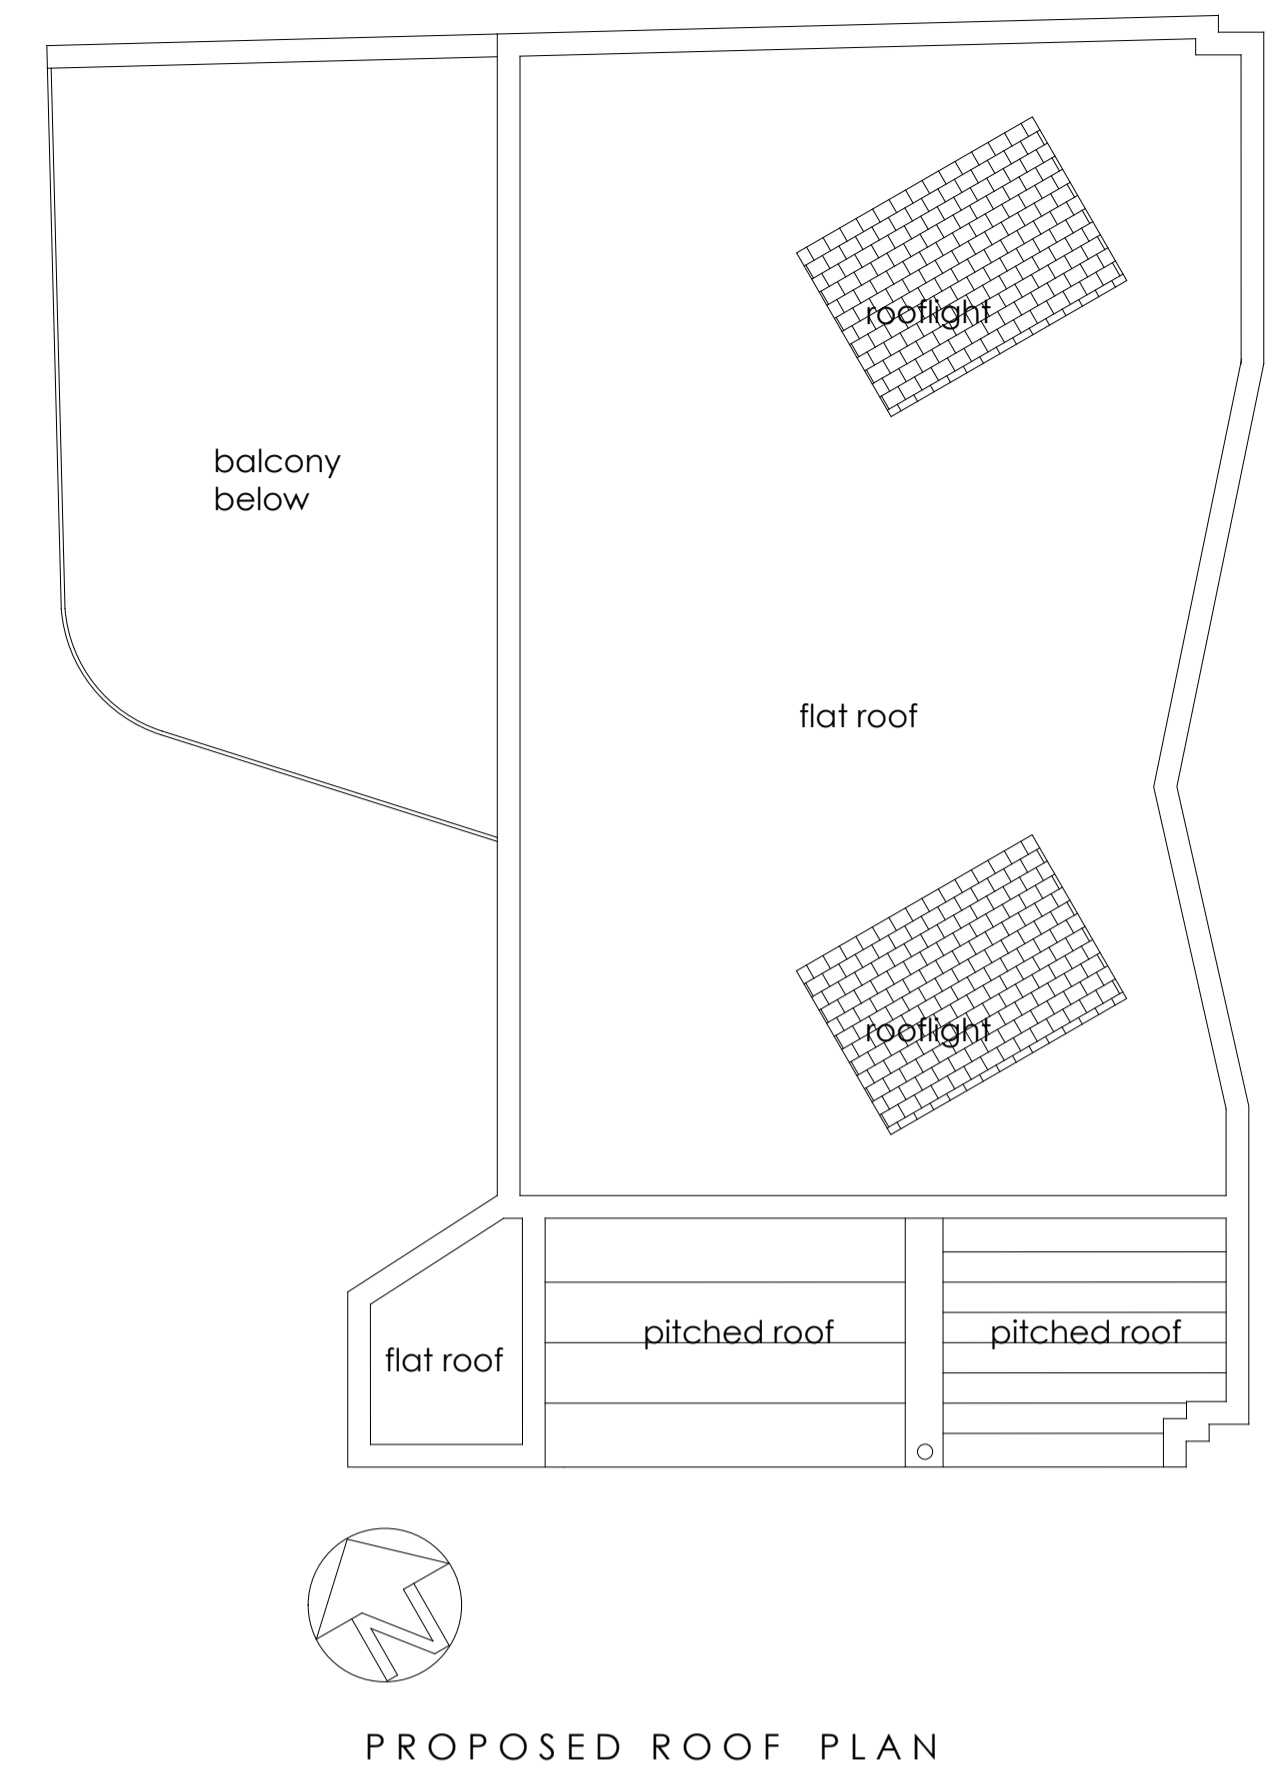 rooflight
balcony
below
flat roof
rooflight
pitched roof
pitched roof
flat roof
N
PROPOSED ROOF PLAN